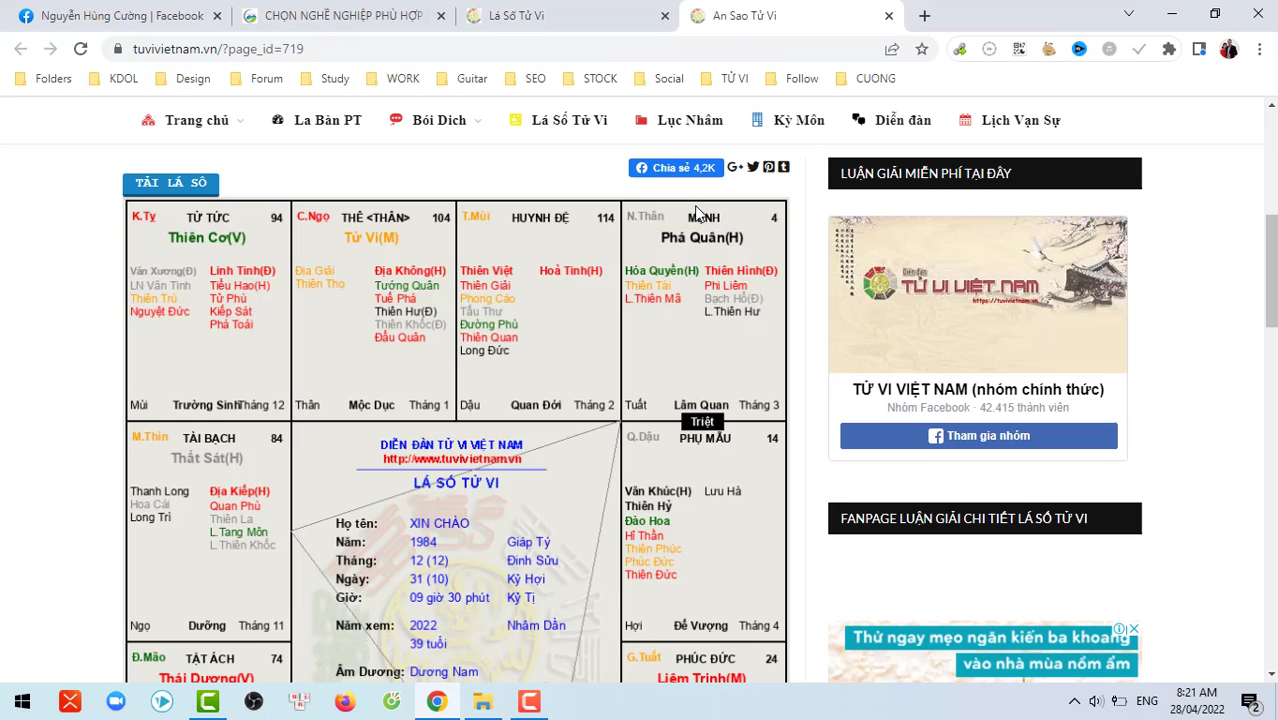 Nguyễn Hùng Cường | Facebook
CHỌN NGHỀ NGHIỆP PHÙ HỢP
Lá Số Tử Vi
An Sao Tử Vi
tuvivietnam.vn/?page_id=719
Folders KDOL Design Forum Study WORK Guitar SEO STOCK Social TỬ VI Follow CUONG
Trang chủ La Bàn PT Bói Dich Lá Số Tử Vi Lục Nhâm Kỳ Môn Diễn đàn Lịch Vạn Sự
Chia sẻ 4,2K
TẢI LÁ SỐ
K.Tỵ TỬ TỨC 94
Thiên Cơ(V)
Văn Xương(Đ) Linh Tinh(Đ)
LN Văn Tinh Tiểu Hao(H)
Thiên Trù Tử Phù
Nguyệt Đức Kiếp Sát
Phá Toái
Mùi Trường Sinh Tháng 12
C.Ngọ THÊ <THÂN> 104
Tử Vi(M)
Địa Giải Địa Không(H)
Thiên Thọ Tướng Quân
Tuế Phá
Thiên Hư(Đ)
Thiên Khốc(Đ)
Đẩu Quân
Thân Mộc Dục Tháng 1
T.Mùi HUYNH ĐỆ 114
Thiên Việt Hoả Tinh(H)
Thiên Giải
Phong Cáo
Tấu Thư
Đường Phù
Thiên Quan
Long Đức
Dậu Quan Đới Tháng 2
N.Thân MỆNH 4
Phá Quân(H)
Hóa Quyền(H) Thiên Hình(Đ)
Thiên Tài Phi Liêm
L.Thiên Mã Bạch Hổ(Đ)
L.Thiên Hư
Tuất Lâm Quan Tháng 3
Triệt
M.Thìn TÀI BẠCH 84
Thất Sát(H)
Thanh Long Địa Kiếp(H)
Hoa Cái Quan Phù
Long Trì Thiên La
L.Tang Môn
L.Thiên Khốc
Ngọ Dưỡng Tháng 11
DIỄN ĐÀN TỬ VI VIỆT NAM
http://www.tuvivietnam.vn
LÁ SỐ TỬ VI
Họ tên: XIN CHÀO
Năm: 1984 Giáp Tý
Tháng: 12 (12) Đinh Sửu
Ngày: 31 (10) Kỷ Hợi
Giờ: 09 giờ 30 phút Kỷ Tị
Năm xem: 2022 Nhâm Dần
39 tuổi
Âm Dương: Dương Nam
Q.Dậu PHỤ MẪU 14
Văn Khúc(H) Lưu Hà
Thiên Hỷ
Đào Hoa
Hỉ Thần
Thiên Phúc
Phúc Đức
Thiên Đức
Hợi Đế Vượng Tháng 4
Đ.Mão TẬT ÁCH 74
Thái Dương(V)
G.Tuất PHÚC ĐỨC 24
Liêm Trinh(M)
LUẬN GIẢI MIỄN PHÍ TẠI ĐÂY
Diễn đàn
TỬ VI VIỆT NAM
https://tuvivietnam.vn
TỬ VI VIỆT NAM (nhóm chính thức)
Nhóm Facebook · 42.415 thành viên
Tham gia nhóm
FANPAGE LUẬN GIẢI CHI TIẾT LÁ SỐ TỬ VI
Thử ngay mẹo ngăn kiến ba khoang
vào nhà mùa nồm ẩm
ENG
8:21 AM
28/04/2022
2